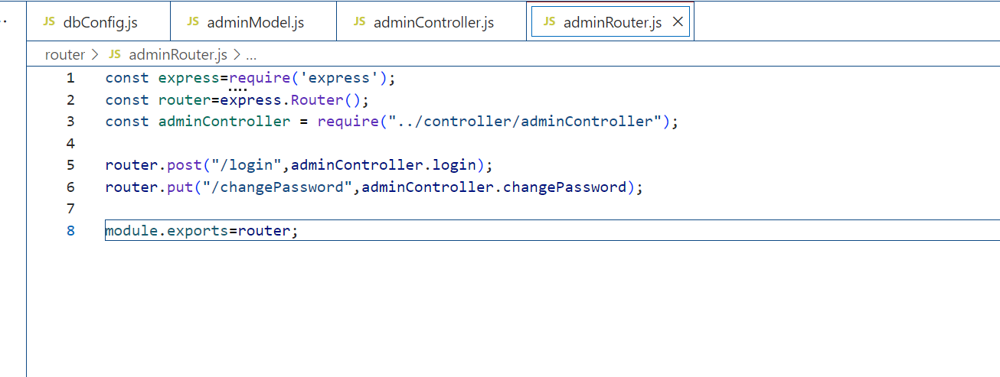 JS dbConfig.js JS adminModel.js JS adminController.js JS adminRouter.js
router > JS adminRouter.js > ...
1 const express=require('express');
2 const router=express.Router();
3 const adminController = require("../controller/adminController");
4
5 router.post("/login",adminController.login);
6 router.put("/changePassword",adminController.changePassword);
7
8 module.exports=router;